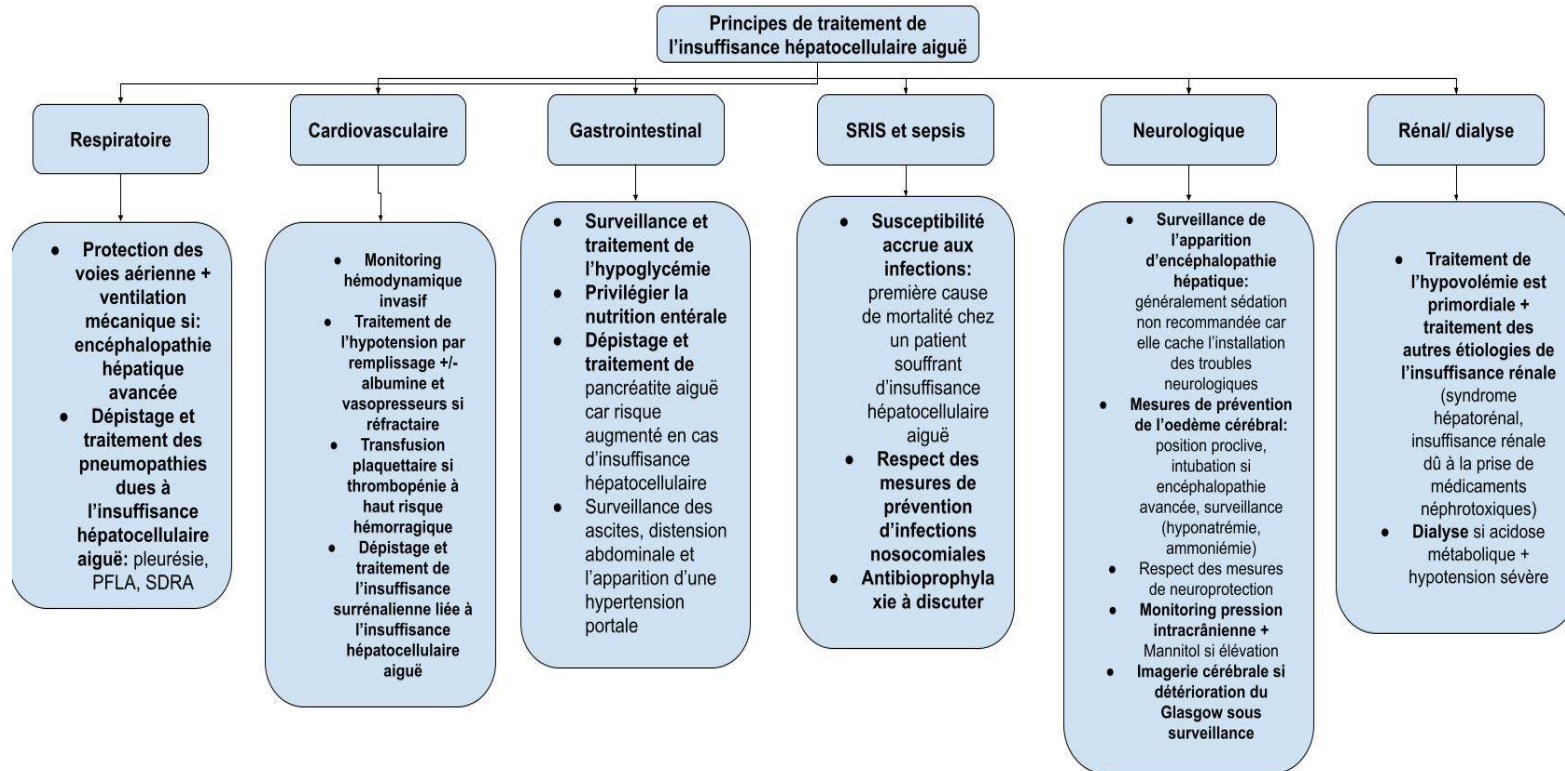 Principes de traitement de
l'insuffisance hépatocellulaire aiguë
Respiratoire
Cardiovasculaire
Gastrointestinal
SRIS et sepsis
Neurologique
Rénal/ dialyse
● Protection des
voies aérienne +
ventilation
mécanique si:
encéphalopathie
hépatique
avancée
● Dépistage et
traitement des
pneumopathies
dues à
l'insuffisance
hépatocellulaire
aiguë: pleurésie,
PFLA, SDRA
● Monitoring
hémodynamique
invasif
● Traitement de
l'hypotension par
remplissage +/-
albumine et
vasopresseurs si
réfractaire
● Transfusion
plaquettaire si
thrombopénie à
haut risque
hémorragique
● Dépistage et
traitement de
l'insuffisance
surrénalienne liée à
l'insuffisance
hépatocellulaire
aiguë
● Surveillance et
traitement de
l'hypoglycémie
● Privilégier la
nutrition entérale
● Dépistage et
traitement de
pancréatite aiguë
car risque
augmenté en cas
d'insuffisance
hépatocellulaire
● Surveillance des
ascites, distension
abdominale et
l'apparition d'une
hypertension
portale
● Susceptibilité
accrue aux
infections:
première cause
de mortalité chez
un patient
souffrant
d'insuffisance
hépatocellulaire
aiguë
● Respect des
mesures de
prévention
d'infections
nosocomiales
● Antibioprophyla
xie à discuter
● Surveillance de
l'apparition
d'encéphalopathie
hépatique:
généralement sédation
non recommandée car
elle cache l'installation
des troubles
neurologiques
● Mesures de prévention
de l'oedème cérébral:
position proclive,
intubation si
encéphalopathie
avancée, surveillance
(hyponatrémie,
ammoniémie)
● Respect des mesures
de neuroprotection
● Monitoring pression
intracrânienne +
Mannitol si élévation
● Imagerie cérébrale si
détérioration du
Glasgow sous
surveillance
● Traitement de
l'hypovolémie est
primordiale +
traitement des
autres étiologies de
l'insuffisance rénale
(syndrome
hépatorénal,
insuffisance rénale
dû à la prise de
médicaments
néphrotoxiques)
● Dialyse si acidose
métabolique +
hypotension sévère